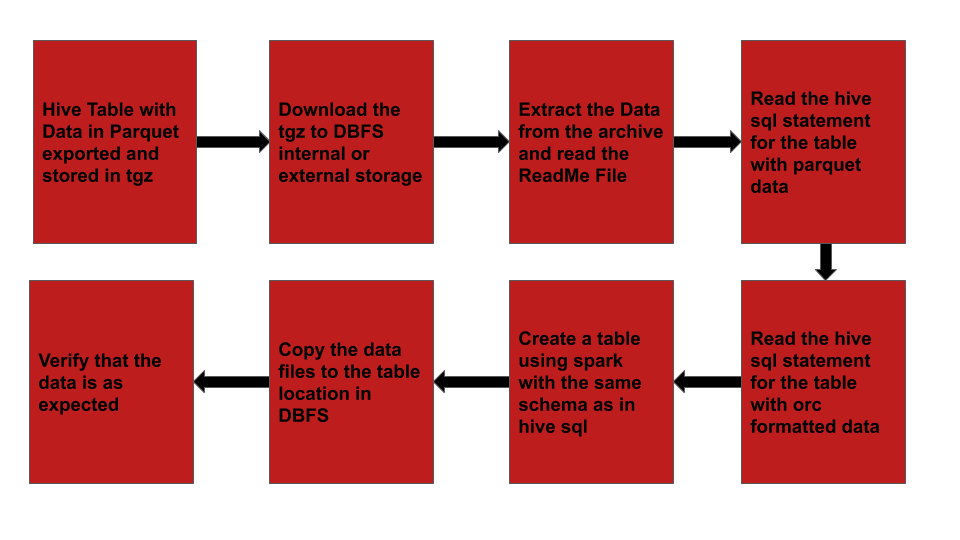 Hive Table with
Data in Parquet
exported and
stored in tgz
Download the
tgz to DBFS
internal or
external storage
Extract the Data
from the archive
and read the
ReadMe File
Read the hive
sql statement
for the table
with parquet
data
Read the hive
sql statement
for the table
with orc
formatted data
Create a table
using spark
with the same
schema as in
hive sql
Copy the data
files to the table
location in
DBFS
Verify that the
data is as
expected